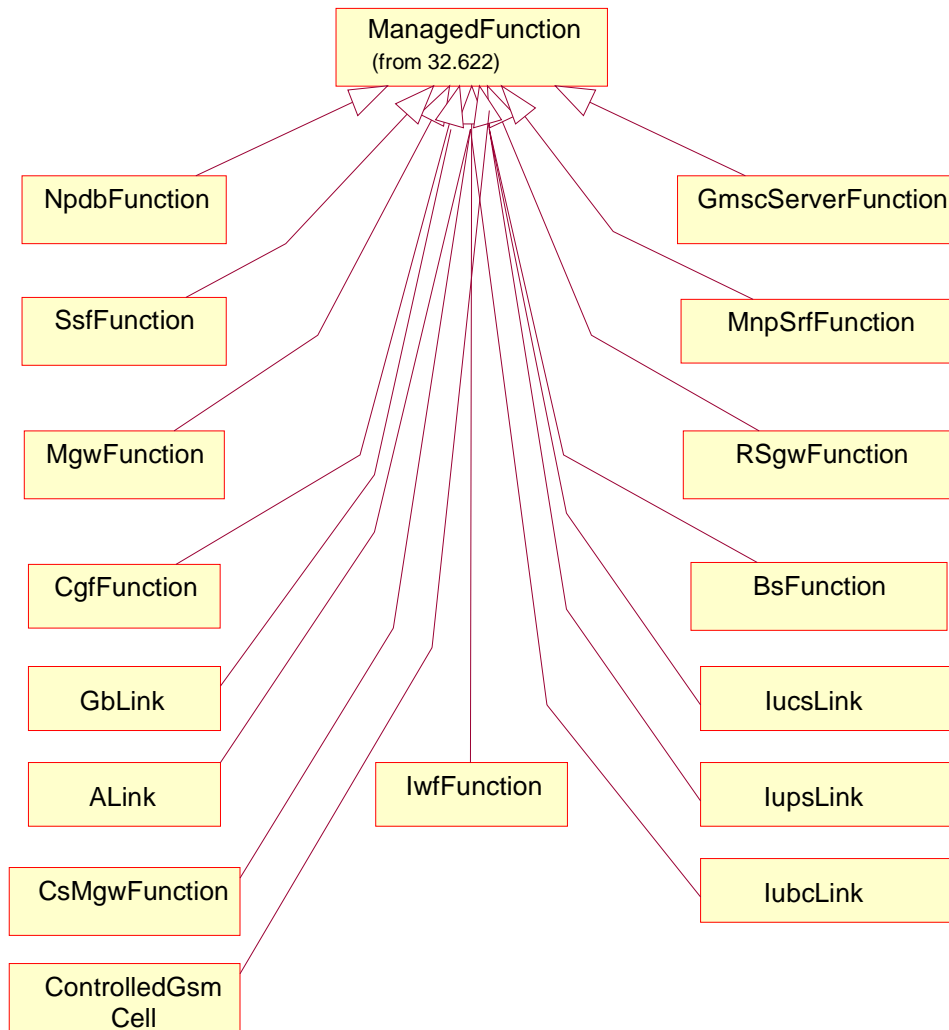 ManagedFunction
(from 32.622)
NpdbFunction
GmscServerFunction
SsfFunction
MnpSrfFunction
MgwFunction
RSgwFunction
CgfFunction
BsFunction
GbLink
IucsLink
ALink
IwfFunction
IupsLink
CsMgwFunction
IubcLink
ControlledGsm
Cell